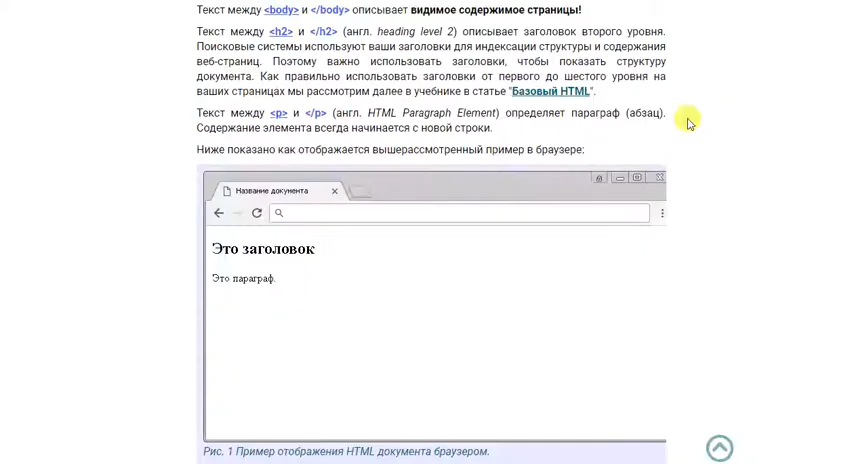 Текст между <body> и </body> описывает видимое содержимое страницы!
Текст между <h2> и </h2> (англ. heading level 2) описывает заголовок второго уровня.
Поисковые системы используют ваши заголовки для индексации структуры и содержания
веб-страниц. Поэтому важно использовать заголовки, чтобы показать структуру
документа. Как правильно использовать заголовки от первого до шестого уровня на
ваших страницах мы рассмотрим далее в учебнике в статье "Базовый HTML".
Текст между <p> и </p> (англ. HTML Paragraph Element) определяет параграф (абзац).
Содержание элемента всегда начинается с новой строки.
Ниже показано как отображается вышерассмотренный пример в браузере:
Название документа
Это заголовок
Это параграф.
Рис. 1 Пример отображения HTML документа браузером.